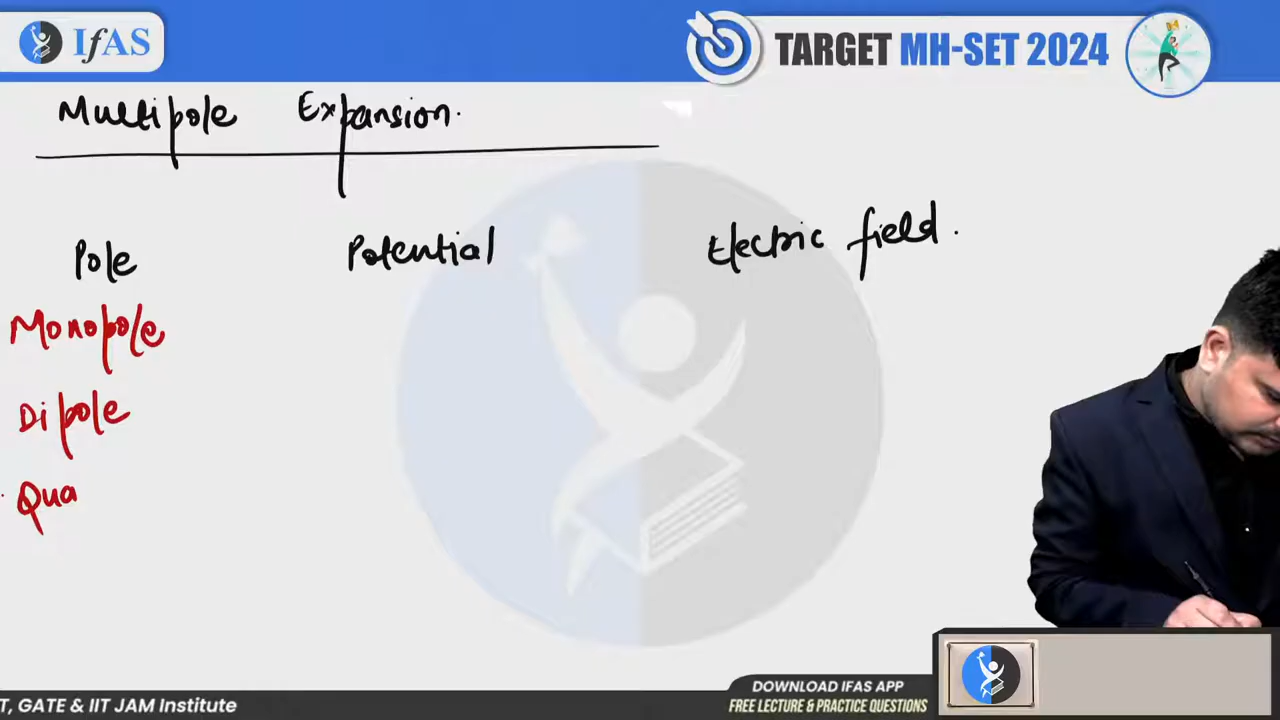 IfAS
TARGET MH-SET 2024
Multipole Expansion.
Pole Potential Electric field.
Monopole
Dipole
Qua
DOWNLOAD IFAS APP
T, GATE & IIT JAM Institute
FREE LECTURE & PRACTICE QUESTIONS